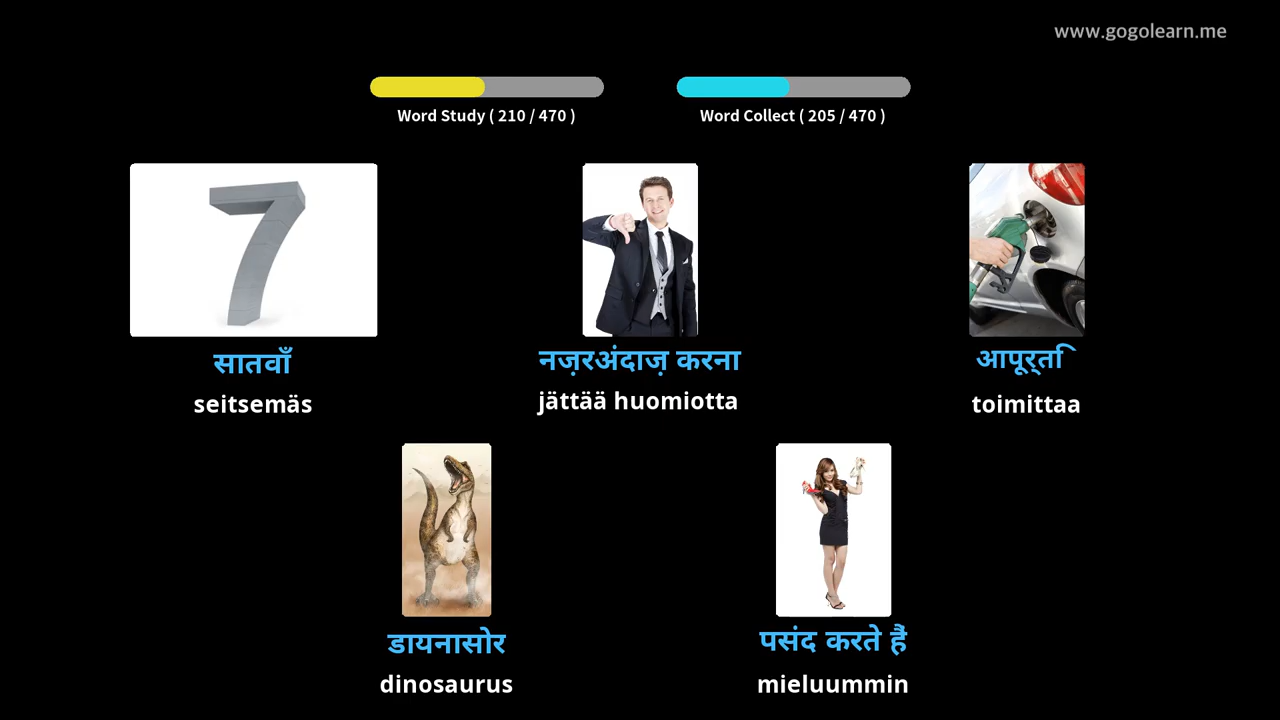 www.gogolearn.me
Word Study ( 210 / 470 )
Word Collect ( 205 / 470 )
सातवाँ
नज़रअंदाज़ करना
आपूर्ति
seitsemäs
jättää huomiotta
toimittaa
डायनासोर
पसंद करते हैं
dinosaurus
mieluummin